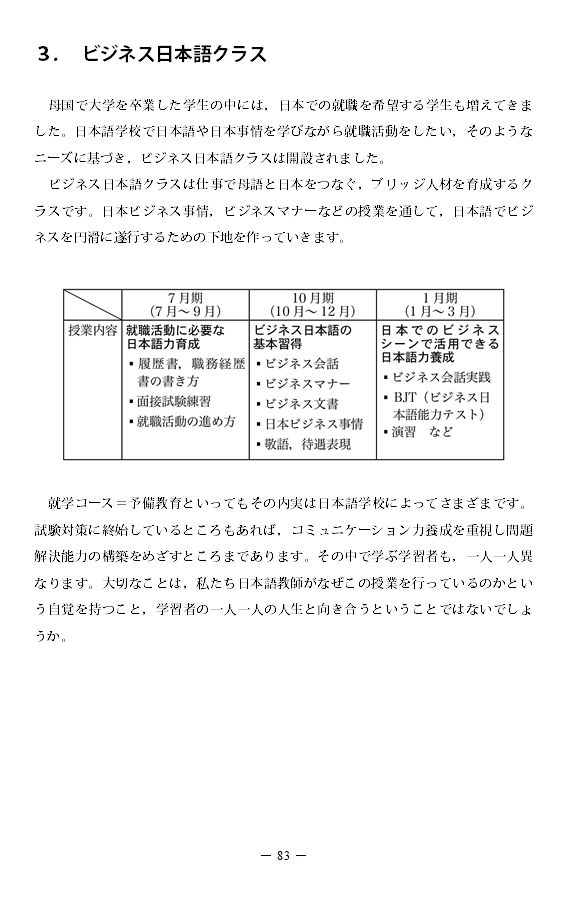 ３． ビジネス日本語クラス
母国で大学を卒業した学生の中には，日本での就職を希望する学生も増えてきま
した。日本語学校で日本語や日本事情を学びながら就職活動をしたい，そのような
ニーズに基づき，ビジネス日本語クラスは開設されました。
ビジネス日本語クラスは仕事で母語と日本をつなぐ，ブリッジ人材を育成するク
ラスです。日本ビジネス事情，ビジネスマナーなどの授業を通して，日本語でビジ
ネスを円滑に遂行するための下地を作っていきます。
7月期
（7月～9月）
10月期
（10月～12月）
1月期
（1月～3月）
授業内容
就職活動に必要な
日本語力育成
▪履歴書，職務経歴
書の書き方
▪面接試験練習
▪就職活動の進め方
ビジネス日本語の
基本習得
▪ビジネス会話
▪ビジネスマナー
▪ビジネス文書
▪日本ビジネス事情
▪敬語，待遇表現
日本でのビジネス
シーンで活用できる
日本語力養成
▪ビジネス会話実践
▪BJT（ビジネス日
本語能力テスト）
▪演習　など
就学コース＝予備教育といってもその内実は日本語学校によってさまざまです。
試験対策に終始しているところもあれば，コミュニケーション力養成を重視し問題
解決能力の構築をめざすところまであります。その中で学ぶ学習者も，一人一人異
なります。大切なことは，私たち日本語教師がなぜこの授業を行っているのかとい
う自覚を持つこと，学習者の一人一人の人生と向き合うということではないでしょ
うか。
― 83 ―